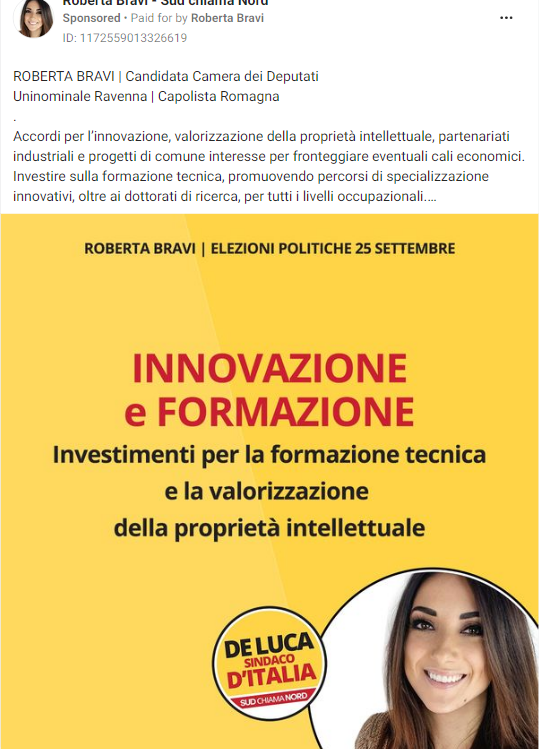 Roberta Bravi - Sud chiama Nord
Sponsored • Paid for by Roberta Bravi
ID: 1172559013326619
ROBERTA BRAVI | Candidata Camera dei Deputati
Uninominale Ravenna | Capolista Romagna
.
Accordi per l’innovazione, valorizzazione della proprietà intellettuale, partenariati
industriali e progetti di comune interesse per fronteggiare eventuali cali economici.
Investire sulla formazione tecnica, promuovendo percorsi di specializzazione
innovativi, oltre ai dottorati di ricerca, per tutti i livelli occupazionali....
ROBERTA BRAVI | ELEZIONI POLITICHE 25 SETTEMBRE
INNOVAZIONE
e FORMAZIONE
Investimenti per la formazione tecnica
e la valorizzazione
della proprietà intellettuale
DE LUCA
SINDACO
D'ITALIA
SUD CHIAMA NORD